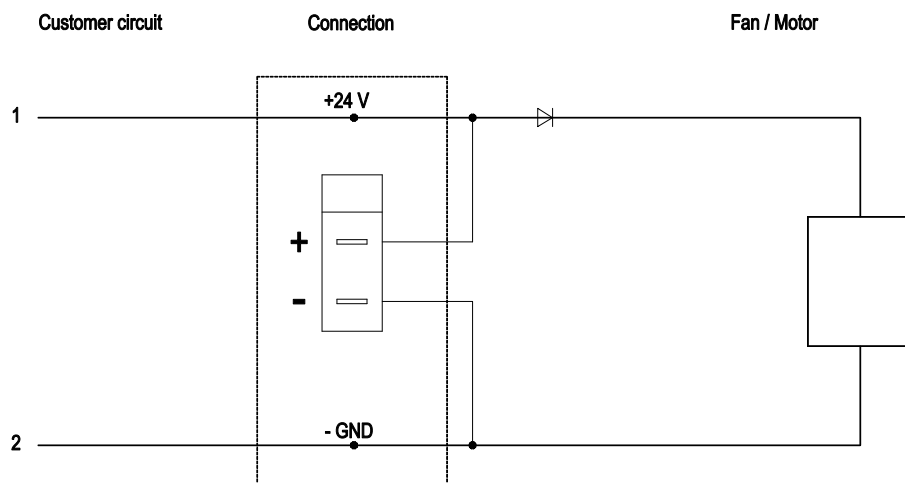 Customer circuit
Connection
Fan / Motor
1
+24 V
+
-
2
- GND